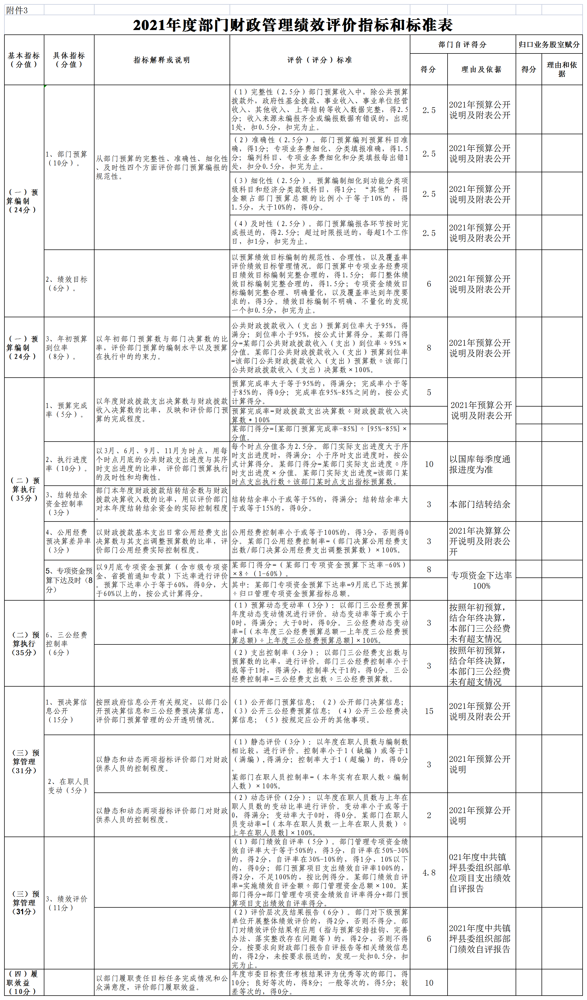 附件3
2021年度部门财政管理绩效评价指标和标准表
基本指标
（分值）
具体指标
（分值）
指标解释或说明
评价（评分）标准
部门自评得分
归口业务股室赋分
得分
理由及依据
得分
理由和依
据
（一）预
算编制
（24分）
1、部门预算
（10分）。
从部门预算的完整性、准确性、细化性
、及时性四个方面评价部门预算编报的
规范性。
（1）完整性（2.5分）部门预算收入中，除公共预算
拨款外，政府性基金拨款、事业收入、事业单位经营
收入、其他收入、上年结转等收入数据完整，得2.5
分；收入来源未编报齐全或编报数据有错误的，出现
1处，扣0.5分，扣完为止。
2.5
2021年预算公开
说明及附表公开
（2）准确性（2.5分）。部门预算编列预算科目准
确，得1分；专项业务费细化、分类填报准确，得1.5
分；编列科目、专项业务费细化和分类填报每出错1
处，扣分0.5分，扣完为止。
2.5
2021年预算公开
说明及附表公开
（3）细化性（2.5分）。预算编制细化到功能分类项
级科目和经济分类款级科目，得1分；“其他”科目
金额占部门预算总额的比例小于等于10%的，得
1.5分，大于10%的，得0分。
2.5
2021年预算公开
说明及附表公开
（4）及时性（2.5分）。部门预算编报各环节按时完
成报送的，得2.5分；超过时限报送的，每超1个工作
日，扣1分，扣完为止。
2.5
2021年预算公开
说明及附表公开
2、绩效目标
（6分）。
以预算绩效目标编制的规范性、合理性，以及覆盖率
评价绩效目标管理情况。部门预算中专项业务经费项
目绩效目标编制完整合理的，得1.5分；部门整体绩
效目标编制完整合理的，得1.5分；专项资金绩效目
标编制完整合理、明确量化，以及覆盖率达到年度要
求的，得3分。绩效目标编制不明确、不量化的发现
一个扣0.5分，扣完为止。
6
2021年预算公开
说明及附表公开
（一）预
算编制
（24分）
3、年初预算
到位率
（8分）。
以年初部门预算数与部门决算数的比
率，评价部门预算的编制水平以及预算
在执行中的约束力。
公共财政拨款收入（支出）预算到位率大于95%，得
满分；到位率小于95%，按公式计算得分。某部门得
分=某部门公共财政拨款收入（支出）到位率÷95%×
分值。某部门公共财政拨款收入（支出）预算到位率
=该部门公共财政拨款收入（支出）预算数÷该部门
公共财政拨款收入（支出）决算数×100%。
8
2021年预算公开
说明及附表公开
（二）预
算执行
（35分）
1、预算完成
率（5分）。
以年度财政拨款支出决算数与财政拨款
收入决算数的比率，反映和评价部门预
算的完成程度。
预算完成率大于等于95%的，得满分；完成率小于等
于85%的，得0分；完成率在95%-85%之间的，按公式
计算得分。
5
2021年预算公开
说明及附表公开
预算完成率=财政拨款支出决算数÷财政拨款收入决
算数*100%
某部门得分=[某部门预算完成率-85%]÷[95%-85%]×
分值。
2、执行进度
率（10分）。
以3月、6月、9月、11月为时点，用每
个时点月底的公共财政支出进度与其序
时支出进度的比率，评价部门预算执行
的及时性和均衡性。
每个时点分值各为2.5分。部门实际支出进度大于序
时支出进度时，得满分；小于序时支出进度时，按公
式计算得分。某部门得分=某部门实际支出进度÷序
时支出进度×分值。某部门实际支出进度=该部门某
时点支出执行数÷该部门某时点支出指标预算数。
10
以国库每季度通
报进度为准
3、结转结余
资金控制率
（3分）
部门本年度财政拨款结转结余数与财政
拨款决算收入数的比率，用以评价部门
对本年度结转结余资金的实际控制程度
。
结转结余率小于或等于5%的，得满分；结转结余率大
于或等于15%的，得0分。
3
本部门结转结余
4、公用经费
预决算差异率
（3分）
以财政拨款基本支出日常公用经费支出
决算数与其支出调整预算数的比率，评
价部门公用经费实际控制程度。
公用经费控制率小于或等于100%的，得3分，否则得0
分。某部门公用经费控制率=（部门决算公用经费支
出数/部门决算公用经费支出调整预算数）×100%。
3
2021年决算算公
开说明及附表公
开
5、专项资金预
算下达及时（8
分）
以9月底专项资金预算（含市级专项资
金、省提前通知专款）下达率进行评价
。预算下达率小于等于60%，得0分，大
于60%以上的，按公式计算得分。
某部门得分=（某部门专项资金预算下达率-60%）
×8÷（1-60%）。
8
专项资金下达率
100%
其中：某部门专项资金预算下达率=9月底已下达预算
÷归口管理专项资金预算指标总额。
（二）预
算执行
（35分）
6、三公经费
控制率
（6分）
（1）预算动态变动率（3分）：以部门三公经费预算
年度动态变动情况进行评价。动态变动率等于或小于
0时，得满分；大于0时，得0分。三公经费动态变动
率=[（本年度三公经费预算总额—上年度三公经费预
算总额)÷上年度三公经费预算总额]×100%。
3
按照年初预算，
结合年终决算，
本部门三公经费
未有超支情况
（2）支出控制率（3分）：以部门三公经费支出数与
预算数的比率，进行评价。部门三公经费控制率小于
或等于1时，得满分，控制率大于1的，得0分。三公
经费控制率=三公经费支出数÷三公经费预算数。
3
按照年初预算，
结合年终决算，
本部门三公经费
未有超支情况
（三）预
算管理
（31分）
1、预决算信
息公开
（15分）
按照政府信息公开有关规定，以部门公
开预决算信息和三公经费预决算信息，
评价部门预算管理的公开透明情况。
（1）公开部门预算信息；（2）公开部门决算信息；
（3）公开三公经费预算信息；（4）公开三公经费决
算信息；（5）按规定应公开的其他事项。
15
2021年预算公开
说明及附表公开
2、在职人员
变动（5分）
以静态和动态两项指标评价部门对财政
供养人员的控制程度。
（1）静态评价（3分）：以年度在职人员数与编制数
相比较，进行评价。控制率小于1（缺编）或等于1
（满编）,得满分；控制率大于1（超编）的，得0分
。
某部门在职人员控制率=（本年实有在职人数÷编制
人数）×100%。
3
2021年预算公开
说明
以静态和动态两项指标评价部门对财政
供养人员的控制程度。
（2）动态评价（2分）：以年度在职人员数与上年在
职人员数的变动比率进行评价。变动率小于或等于
0，得满分；变动率大于0时，得0分。某部门在职人
员变动率=[（本年在职人员数—上年在职人员数）÷
上年在职人员数]×100%。
2
2021年预算公开
说明
（三）预
算管理
（31分）
3、绩效评价
（11分）
（1）部门绩效自评率（5分）。部门管理专项资金绩
效自评率大于等于50%的，得3分，自评率在50%-30%
的，得2分，自评率在30%-10%的，得1分，10%以下
的，得0分；部门预算项目支出绩效自评率100%的，
得2分，不足100%的，按比例得分。某部门绩效自评
率=实施绩效自评金额÷部门管理资金总额×100。某
部门得分=部门管理专项资金绩效自评率得分+部门预
算项目支出绩效自评率得分。
4.8
021年度中共镇
坪县委组织部单
位项目支出绩效
自评报告
（2）评价层次及结果报告（6分）。部门对下级预算
单位开展整体绩效评价的，得2分，否则不得分。部
门对绩效评价结果有应用（指与预算安排挂钩、完善
办法、落实整改存在问题等）的，得2分，否则不得
分。按要求向财政部门报告自评报告等相关绩效信息
的，得2分，未按要求报送的，发现一处扣0.5分，扣
完为止。
6
2021年度中共镇
坪县委组织部部
门绩效自评报告
（四）履
职效益
（10分）
以部门履职责任目标任务完成情况和公
众满意度，评价部门履职效益。
年度市委目标责任考核结果评为优秀等次的部门，得
10分；良好等次的，得8分；一般等次的，得5分；较
差等次的，得0分。
10